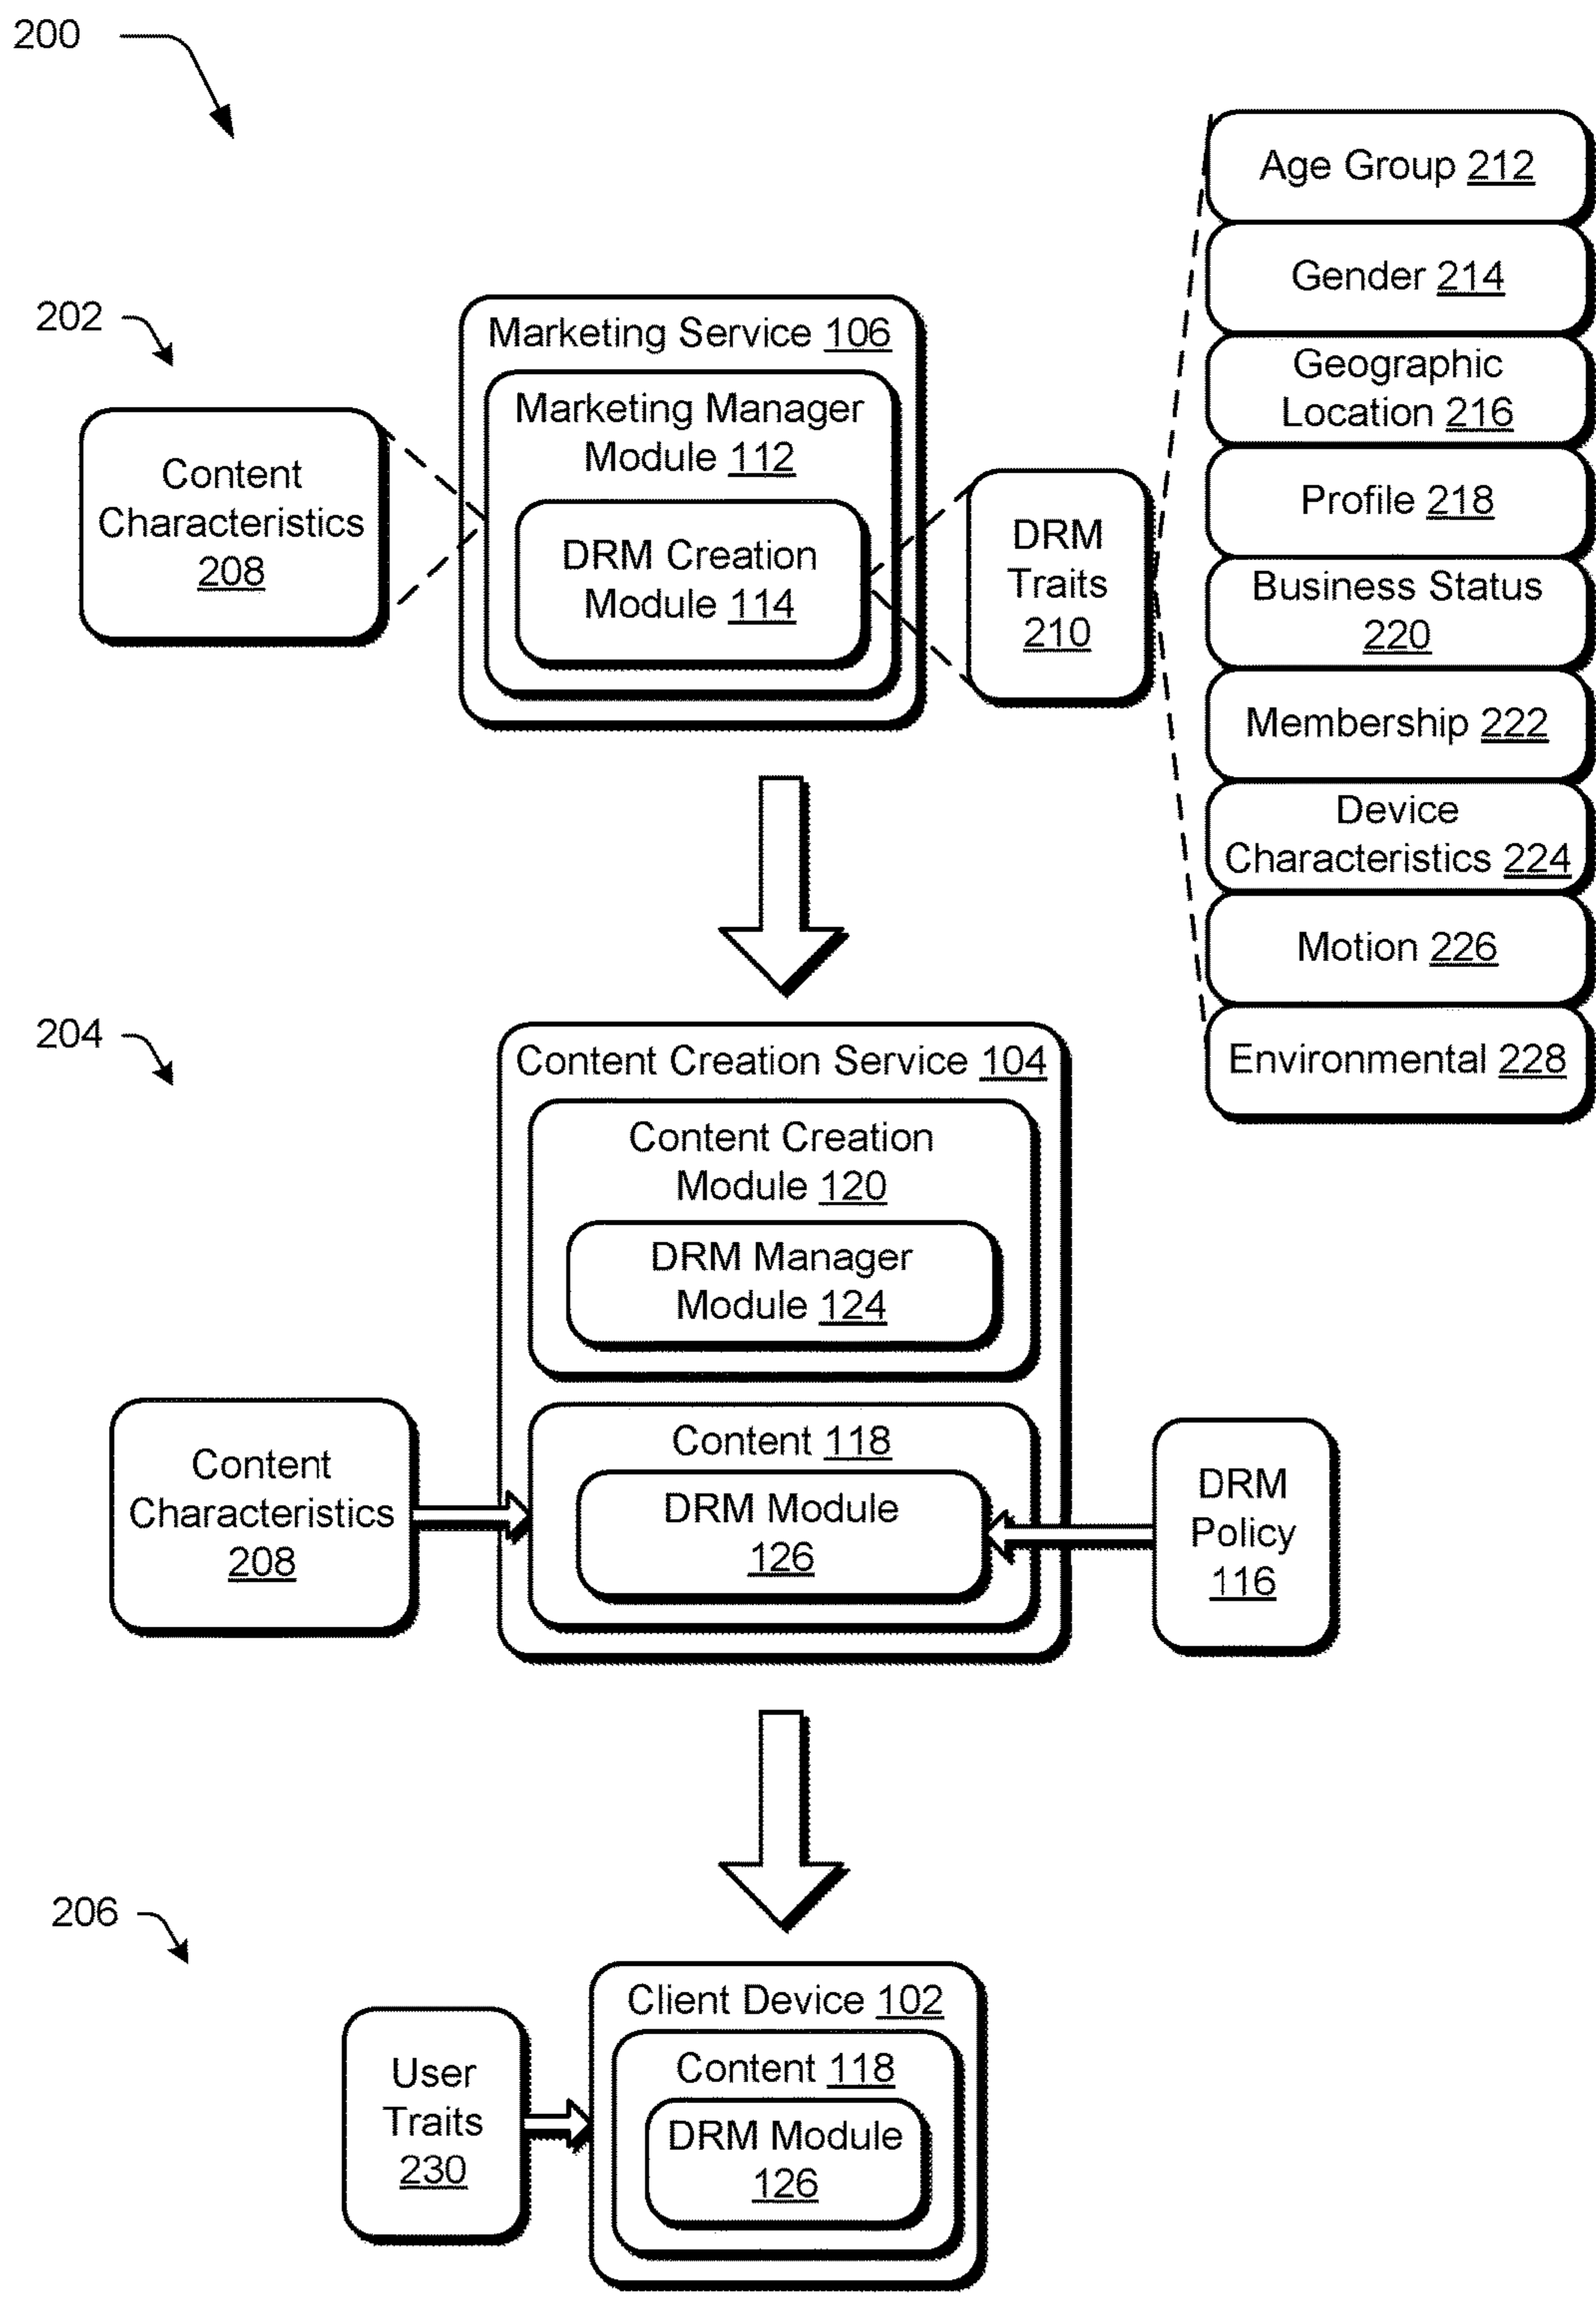 200
Age Group 212
Gender 214
Geographic
Location 216
Profile 218
Business Status
220
Membership 222
Device
Characteristics 224
Motion 226
Environmental 228
202
Marketing Service 106
Marketing Manager
Module 112
DRM Creation
Module 114
Content
Characteristics
208
DRM
Traits
210
204
Content Creation Service 104
Content Creation
Module 120
DRM Manager
Module 124
Content 118
DRM Module
126
Content
Characteristics
208
DRM
Policy
116
206
Client Device 102
Content 118
DRM Module
126
User
Traits
230